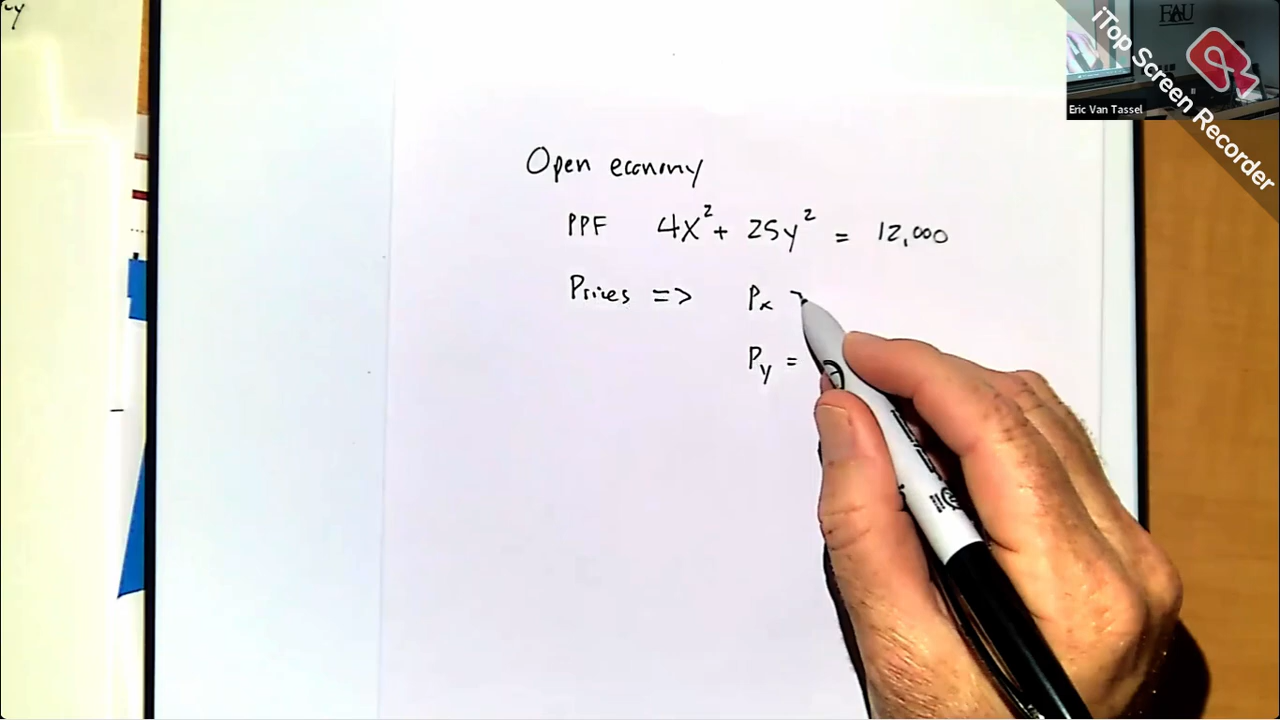 y
FAU
iTop Screen Recorder
Eric Van Tassel
Open economy
PPF 4x² + 25y² = 12,000
Prices => Px
Py =